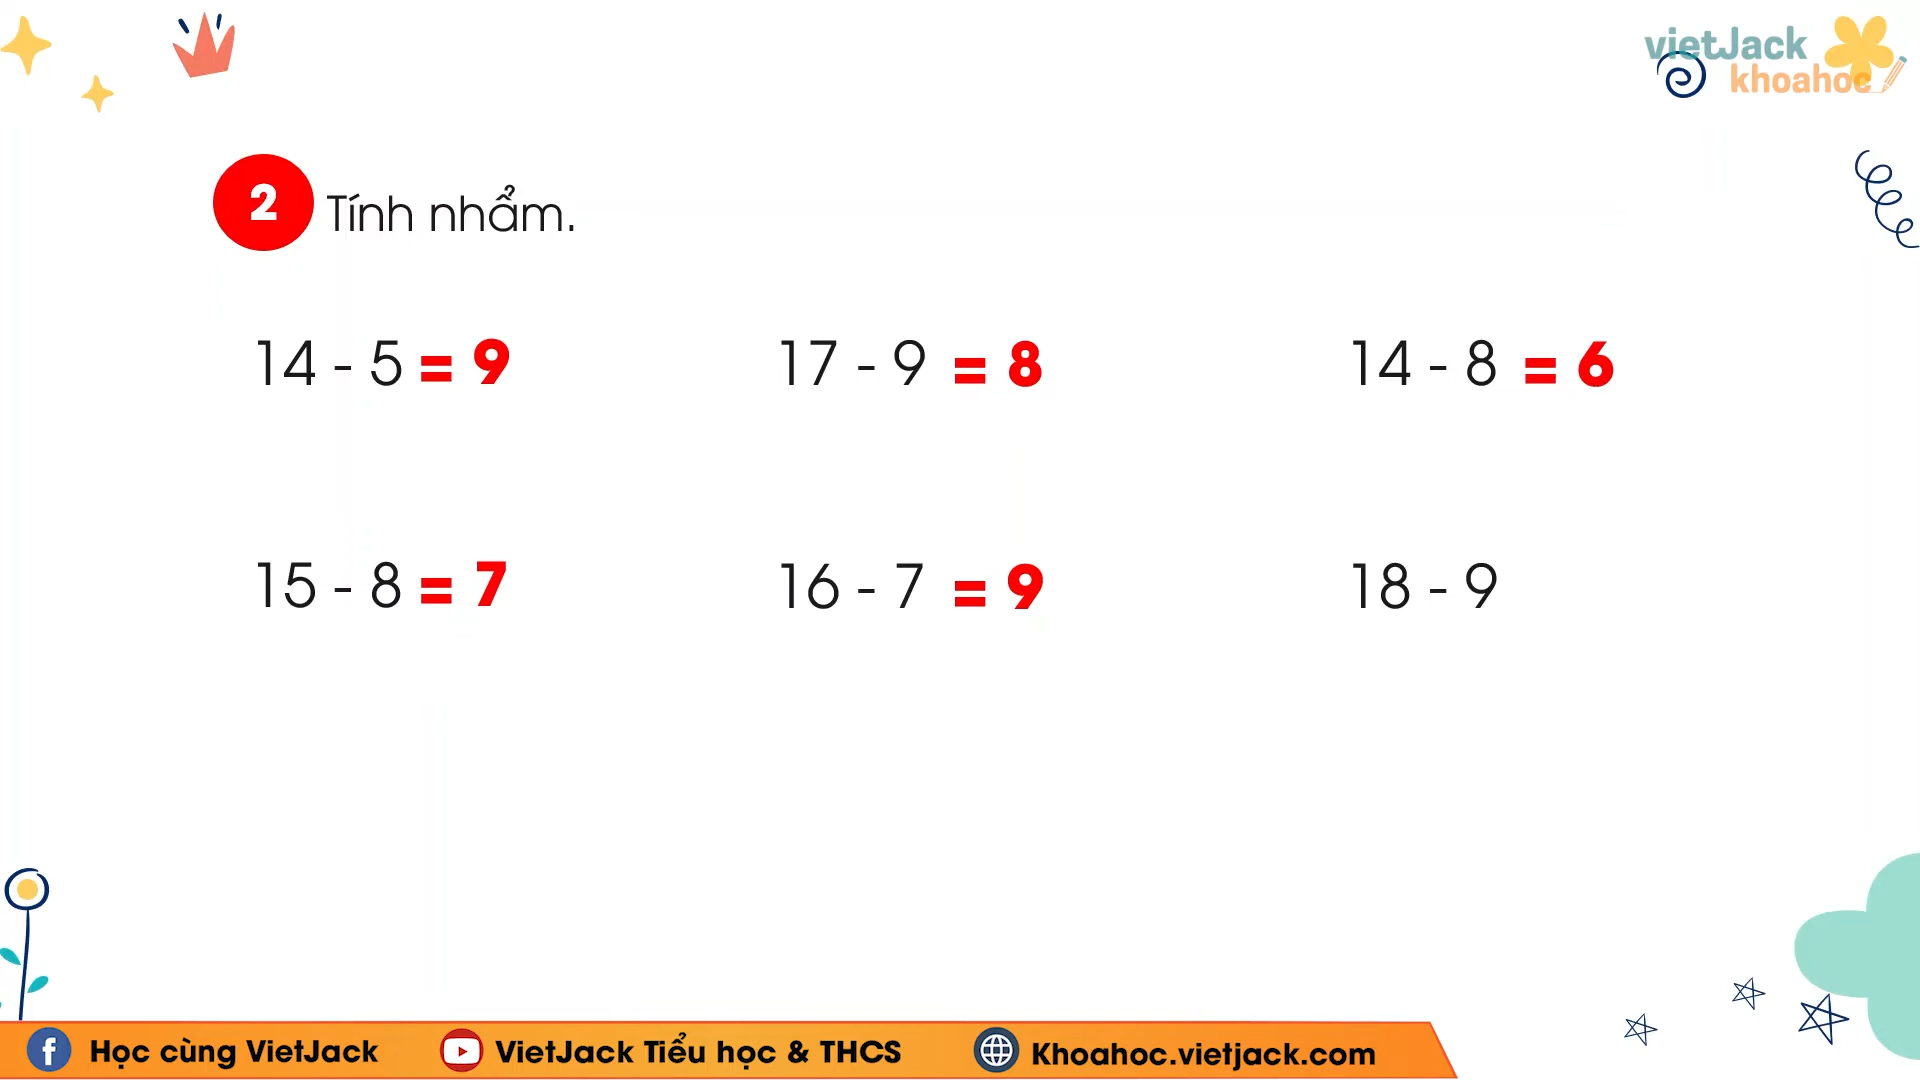 vietJack
khoahoc
2 Tính nhẩm.
14 - 5 = 9 17 - 9 = 8 14 - 8 = 6
15 - 8 = 7 16 - 7 = 9 18 - 9
Học cùng VietJack VietJack Tiểu học & THCS Khoahoc.vietjack.com